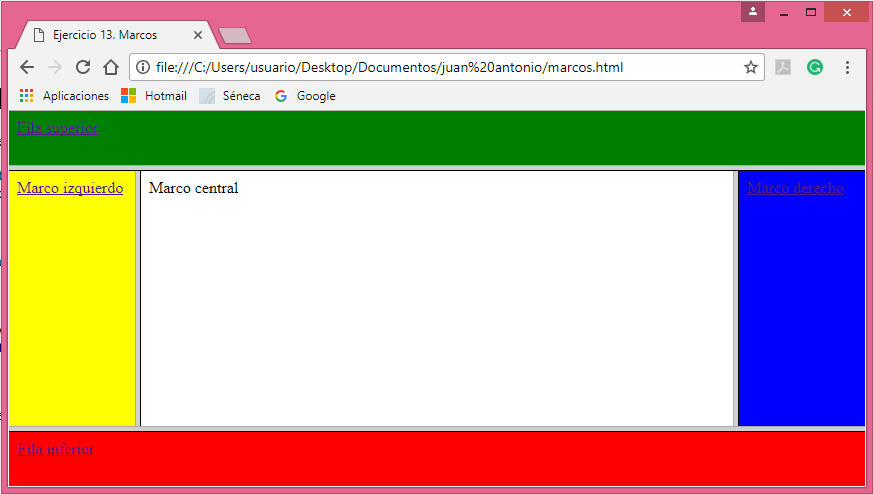 Ejercicio 13. Marcos
file:///C:/Users/usuario/Desktop/Documentos/juan%20antonio/marcos.html
Aplicaciones Hotmail Séneca Google
Fila superior
Marco izquierdo Marco central Marco derecho
Fila inferior